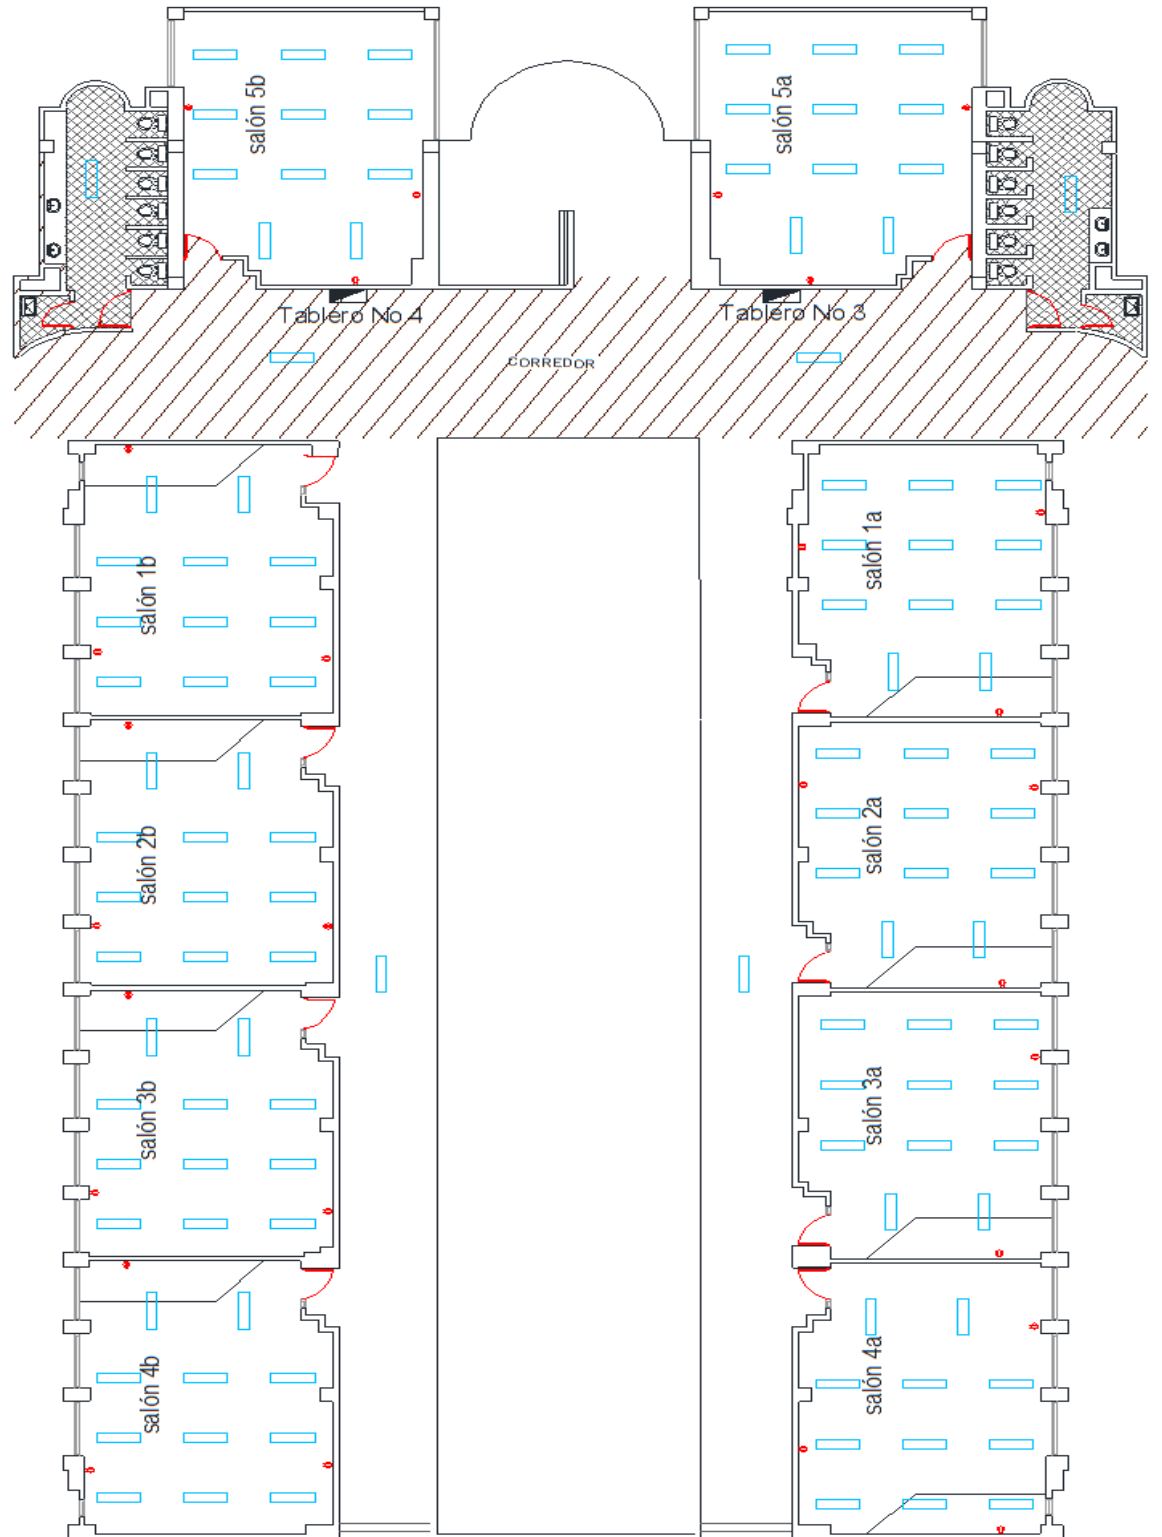 salón 5b
salón 5a
Tablero No.4
Tablero No.3
CORREDOR
salón 1b
salón 1a
salón 2b
salón 2a
salón 3b
salón 3a
salón 4b
salón 4a